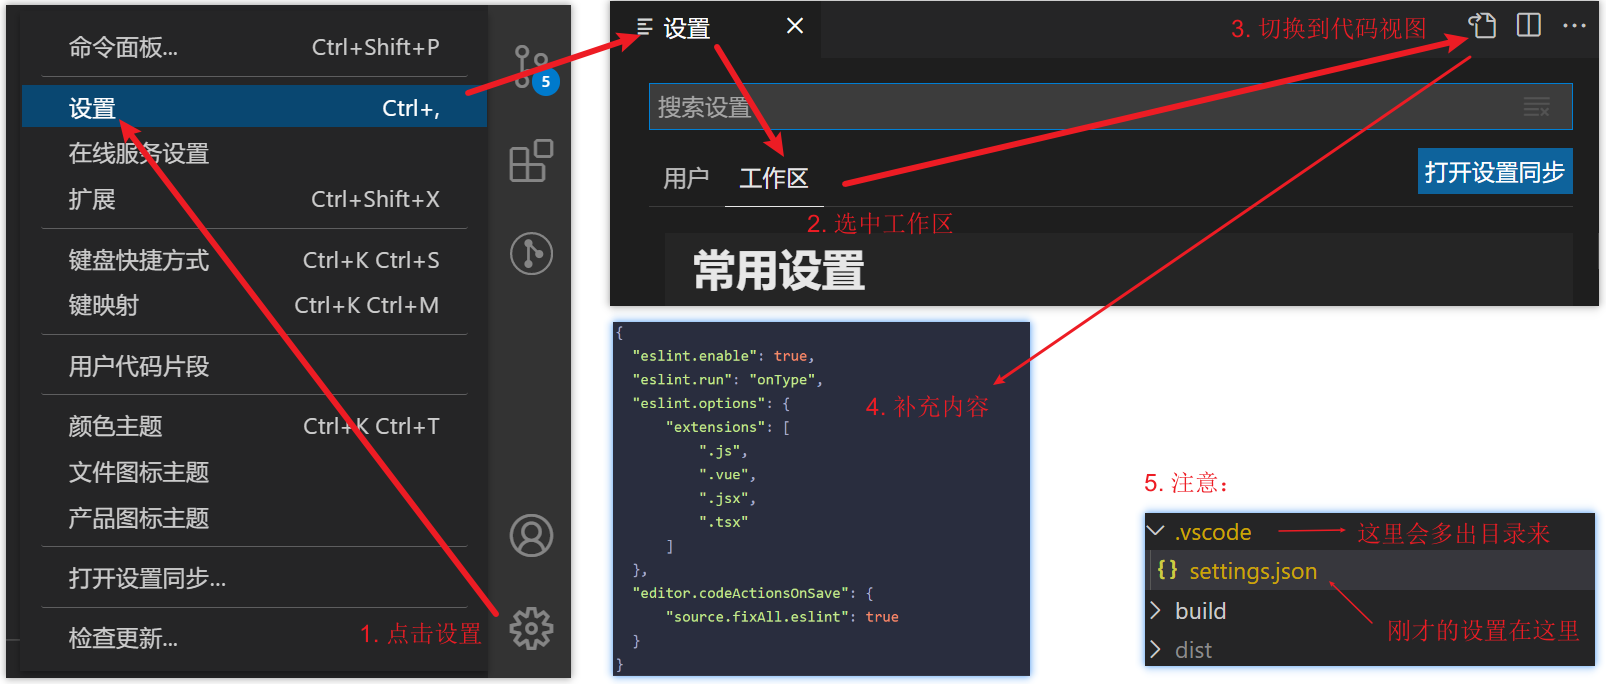 命令面板... Ctrl+Shift+P
设置 Ctrl+,
在线服务设置
扩展 Ctrl+Shift+X
键盘快捷方式 Ctrl+K Ctrl+S
键映射 Ctrl+K Ctrl+M
用户代码片段
颜色主题 Ctrl+K Ctrl+T
文件图标主题
产品图标主题
打开设置同步...
检查更新...
1. 点击设置
5
设置
3. 切换到代码视图
搜索设置
用户 工作区
打开设置同步
2. 选中工作区
常用设置
{
"eslint.enable": true,
"eslint.run": "onType",
"eslint.options": {
"extensions": [
".js",
".vue",
".jsx",
".tsx"
]
},
"editor.codeActionsOnSave": {
"source.fixAll.eslint": true
}
}
4. 补充内容
5. 注意：
.vscode
这里会多出目录来
{} settings.json
build
刚才的设置在这里
dist